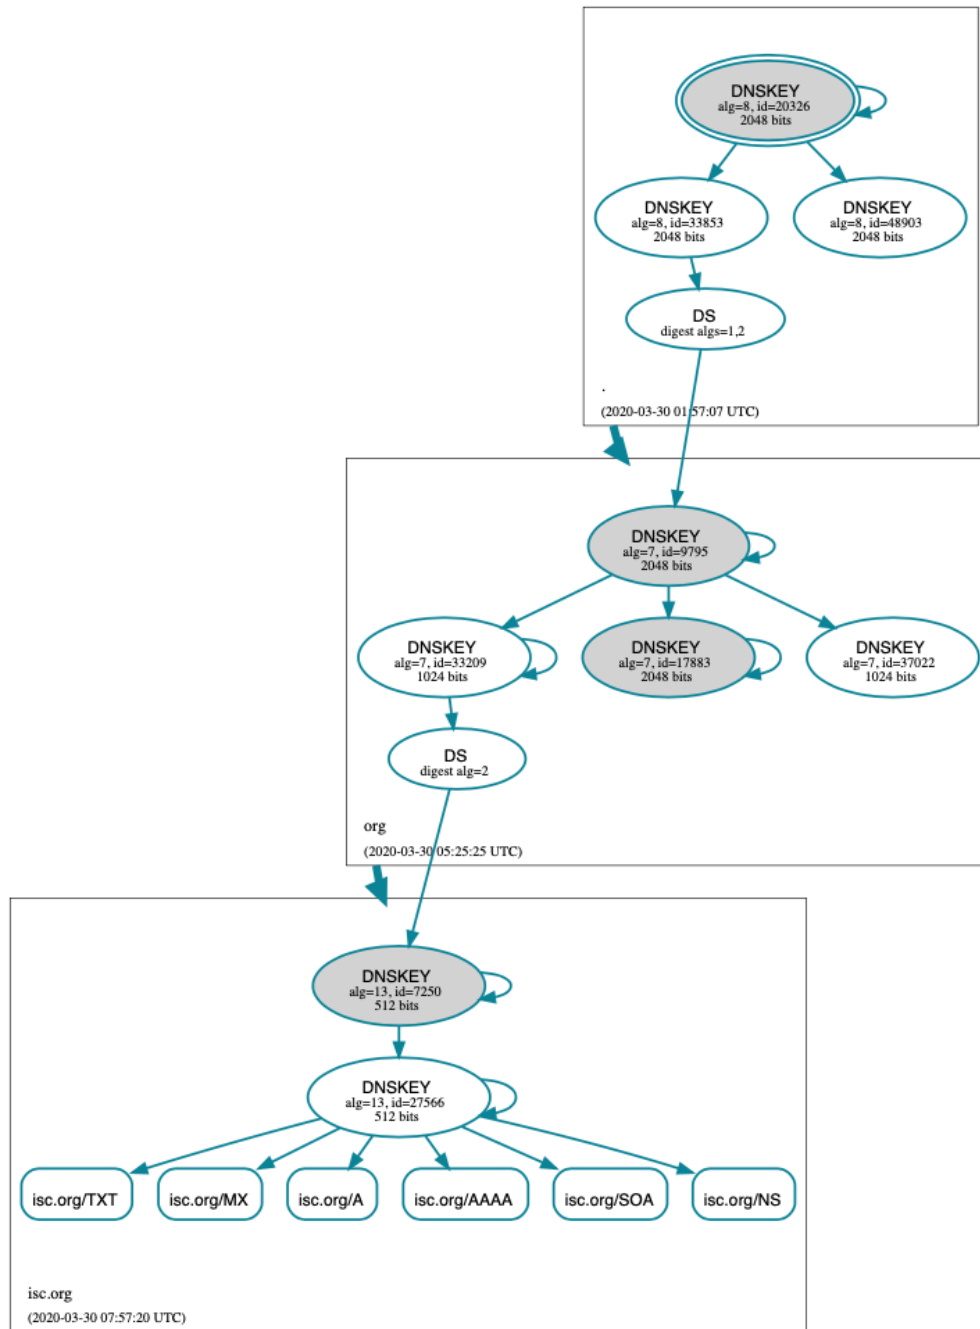 DNSKEY
alg=8, id=20326
2048 bits
DNSKEY
alg=8, id=33853
2048 bits
DNSKEY
alg=8, id=48903
2048 bits
DS
digest algs=1,2
.
(2020-03-30 01:57:07 UTC)
DNSKEY
alg=7, id=9795
2048 bits
DNSKEY
alg=7, id=33209
1024 bits
DNSKEY
alg=7, id=17883
2048 bits
DNSKEY
alg=7, id=37022
1024 bits
DS
digest alg=2
org
(2020-03-30 05:25:25 UTC)
DNSKEY
alg=13, id=7250
512 bits
DNSKEY
alg=13, id=27566
512 bits
isc.org/TXT
isc.org/MX
isc.org/A
isc.org/AAAA
isc.org/SOA
isc.org/NS
isc.org
(2020-03-30 07:57:20 UTC)